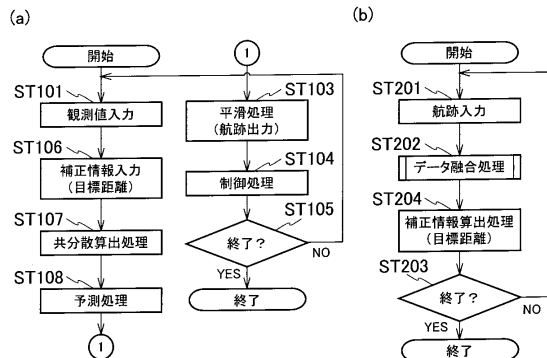 (a)
開始
ST101
観測値入力
ST106
補正情報入力
(目標距離)
ST107
共分散算出処理
ST108
予測処理
1
1
ST103
平滑処理
(航跡出力)
ST104
制御処理
ST105
終了?
NO
YES
終了
(b)
開始
ST201
航跡入力
ST202
データ融合処理
ST204
補正情報算出処理
(目標距離)
ST203
終了?
NO
YES
終了